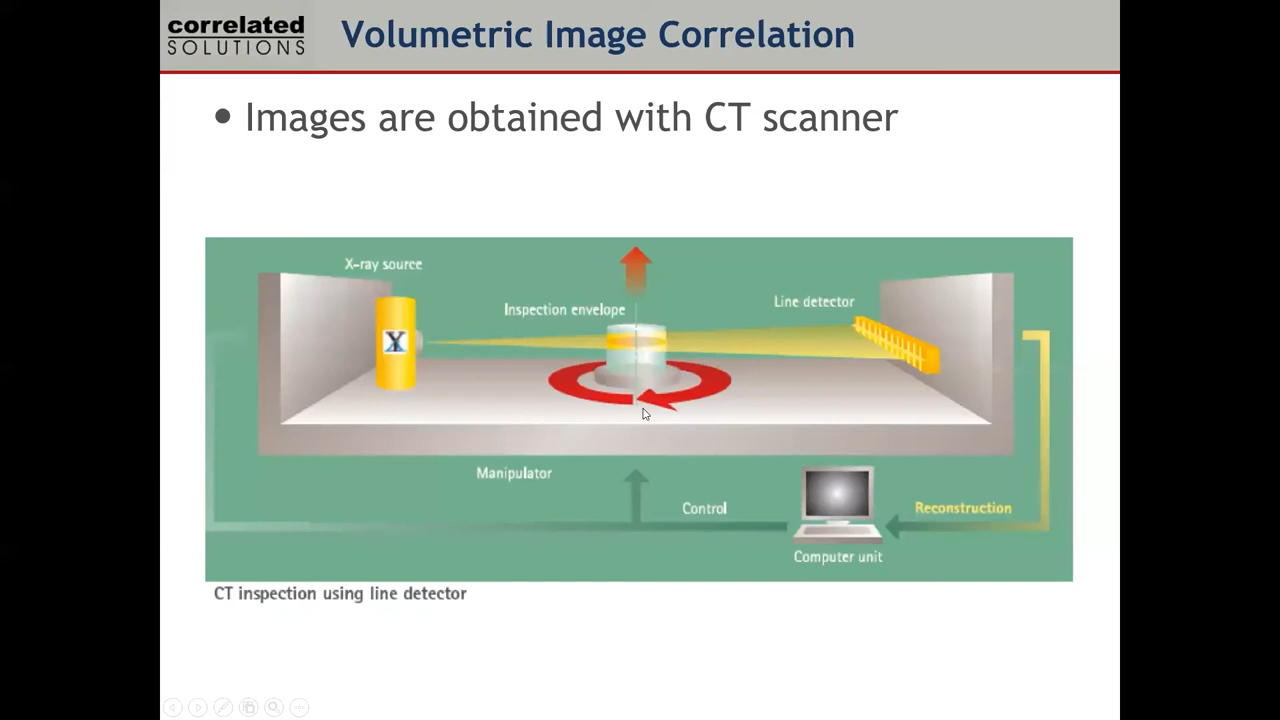 correlated
SOLUTIONS
Volumetric Image Correlation
• Images are obtained with CT scanner
X-ray source
Inspection envelope
Line detector
X
Manipulator
Control
Reconstruction
Computer unit
CT inspection using line detector